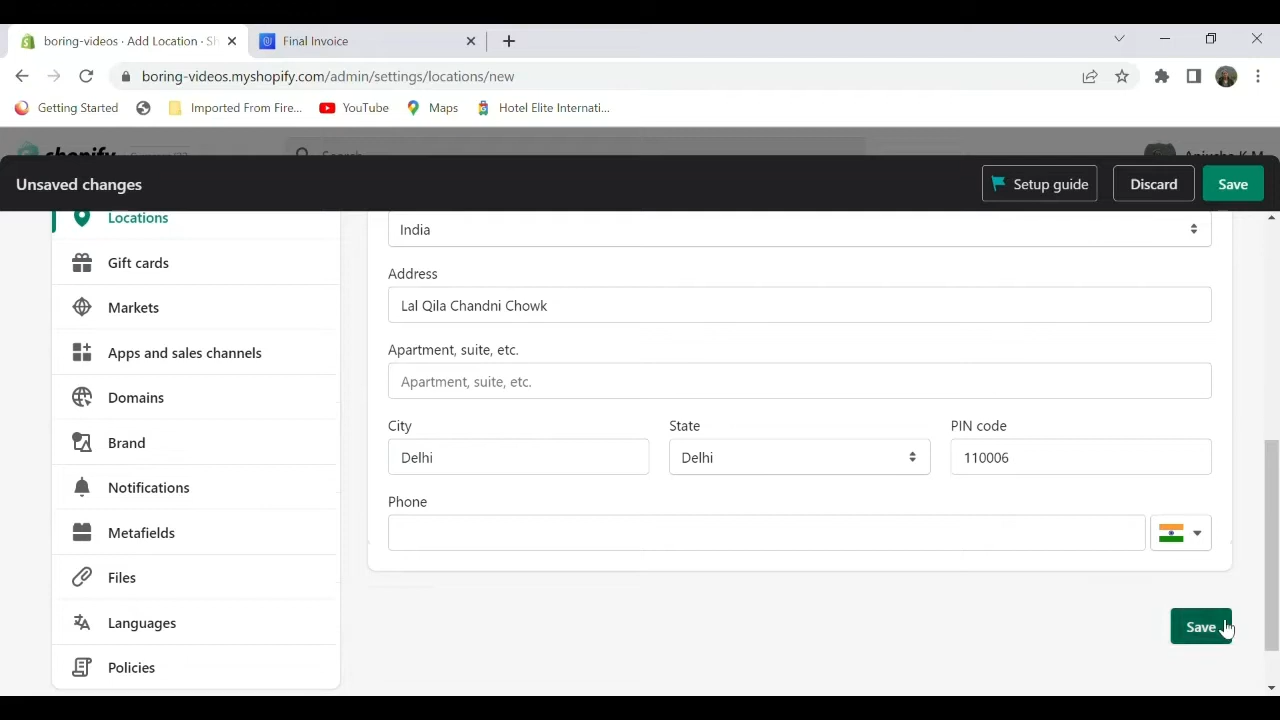 boring-videos · Add Location · Sh
Final Invoice
boring-videos.myshopify.com/admin/settings/locations/new
Getting Started
Imported From Fire...
YouTube
Maps
Hotel Elite Internati...
shopify
Search
Unsaved changes
Setup guide
Discard
Save
Locations
Gift cards
Markets
Apps and sales channels
Domains
Brand
Notifications
Metafields
Files
Languages
Policies
India
Address
Lal Qila Chandni Chowk
Apartment, suite, etc.
Apartment, suite, etc.
City
State
PIN code
Delhi
Delhi
110006
Phone
Save